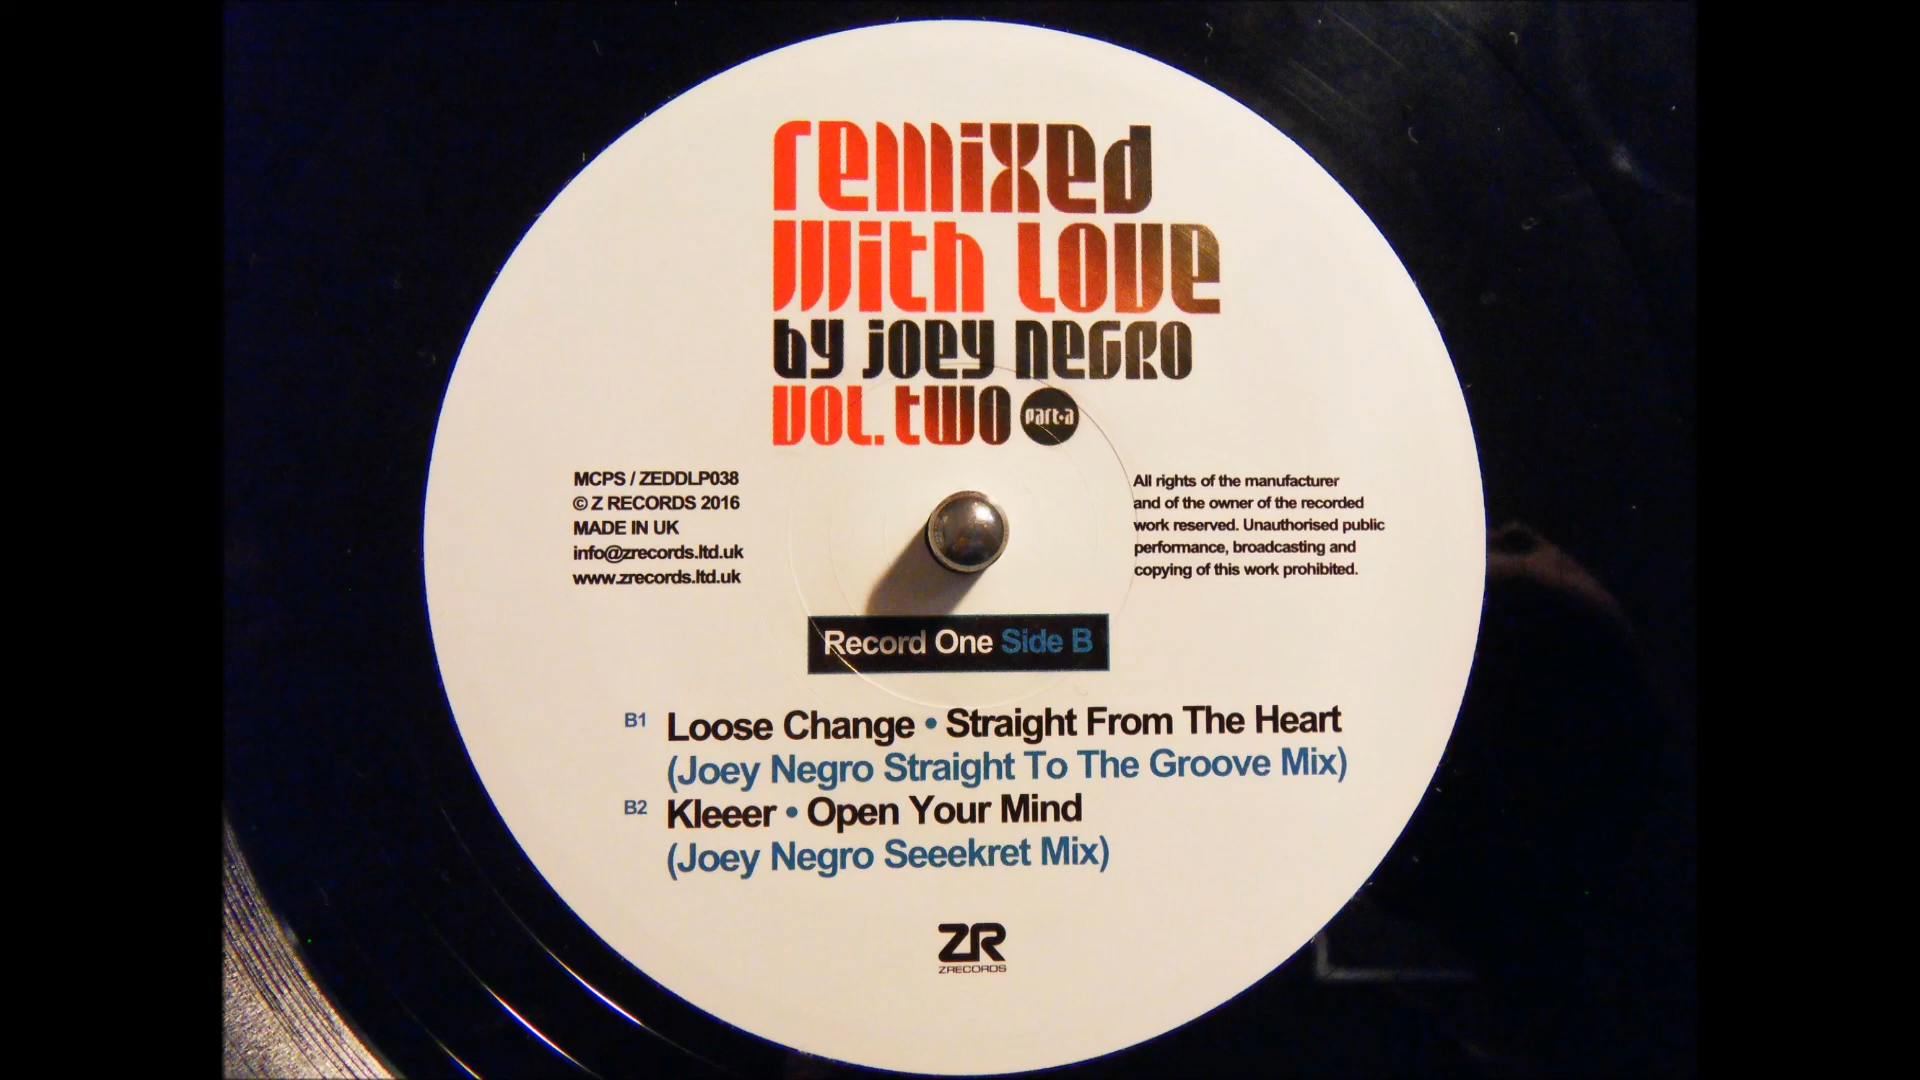 remixed
with love
by joey negro
vol. two part·a
MCPS / ZEDDLP038
© Z RECORDS 2016
MADE IN UK
info@zrecords.ltd.uk
www.zrecords.ltd.uk
All rights of the manufacturer
and of the owner of the recorded
work reserved. Unauthorised public
performance, broadcasting and
copying of this work prohibited.
Record One Side B
B1 Loose Change • Straight From The Heart
(Joey Negro Straight To The Groove Mix)
B2 Kleeer • Open Your Mind
(Joey Negro Seeekret Mix)
ZR
ZRECORDS